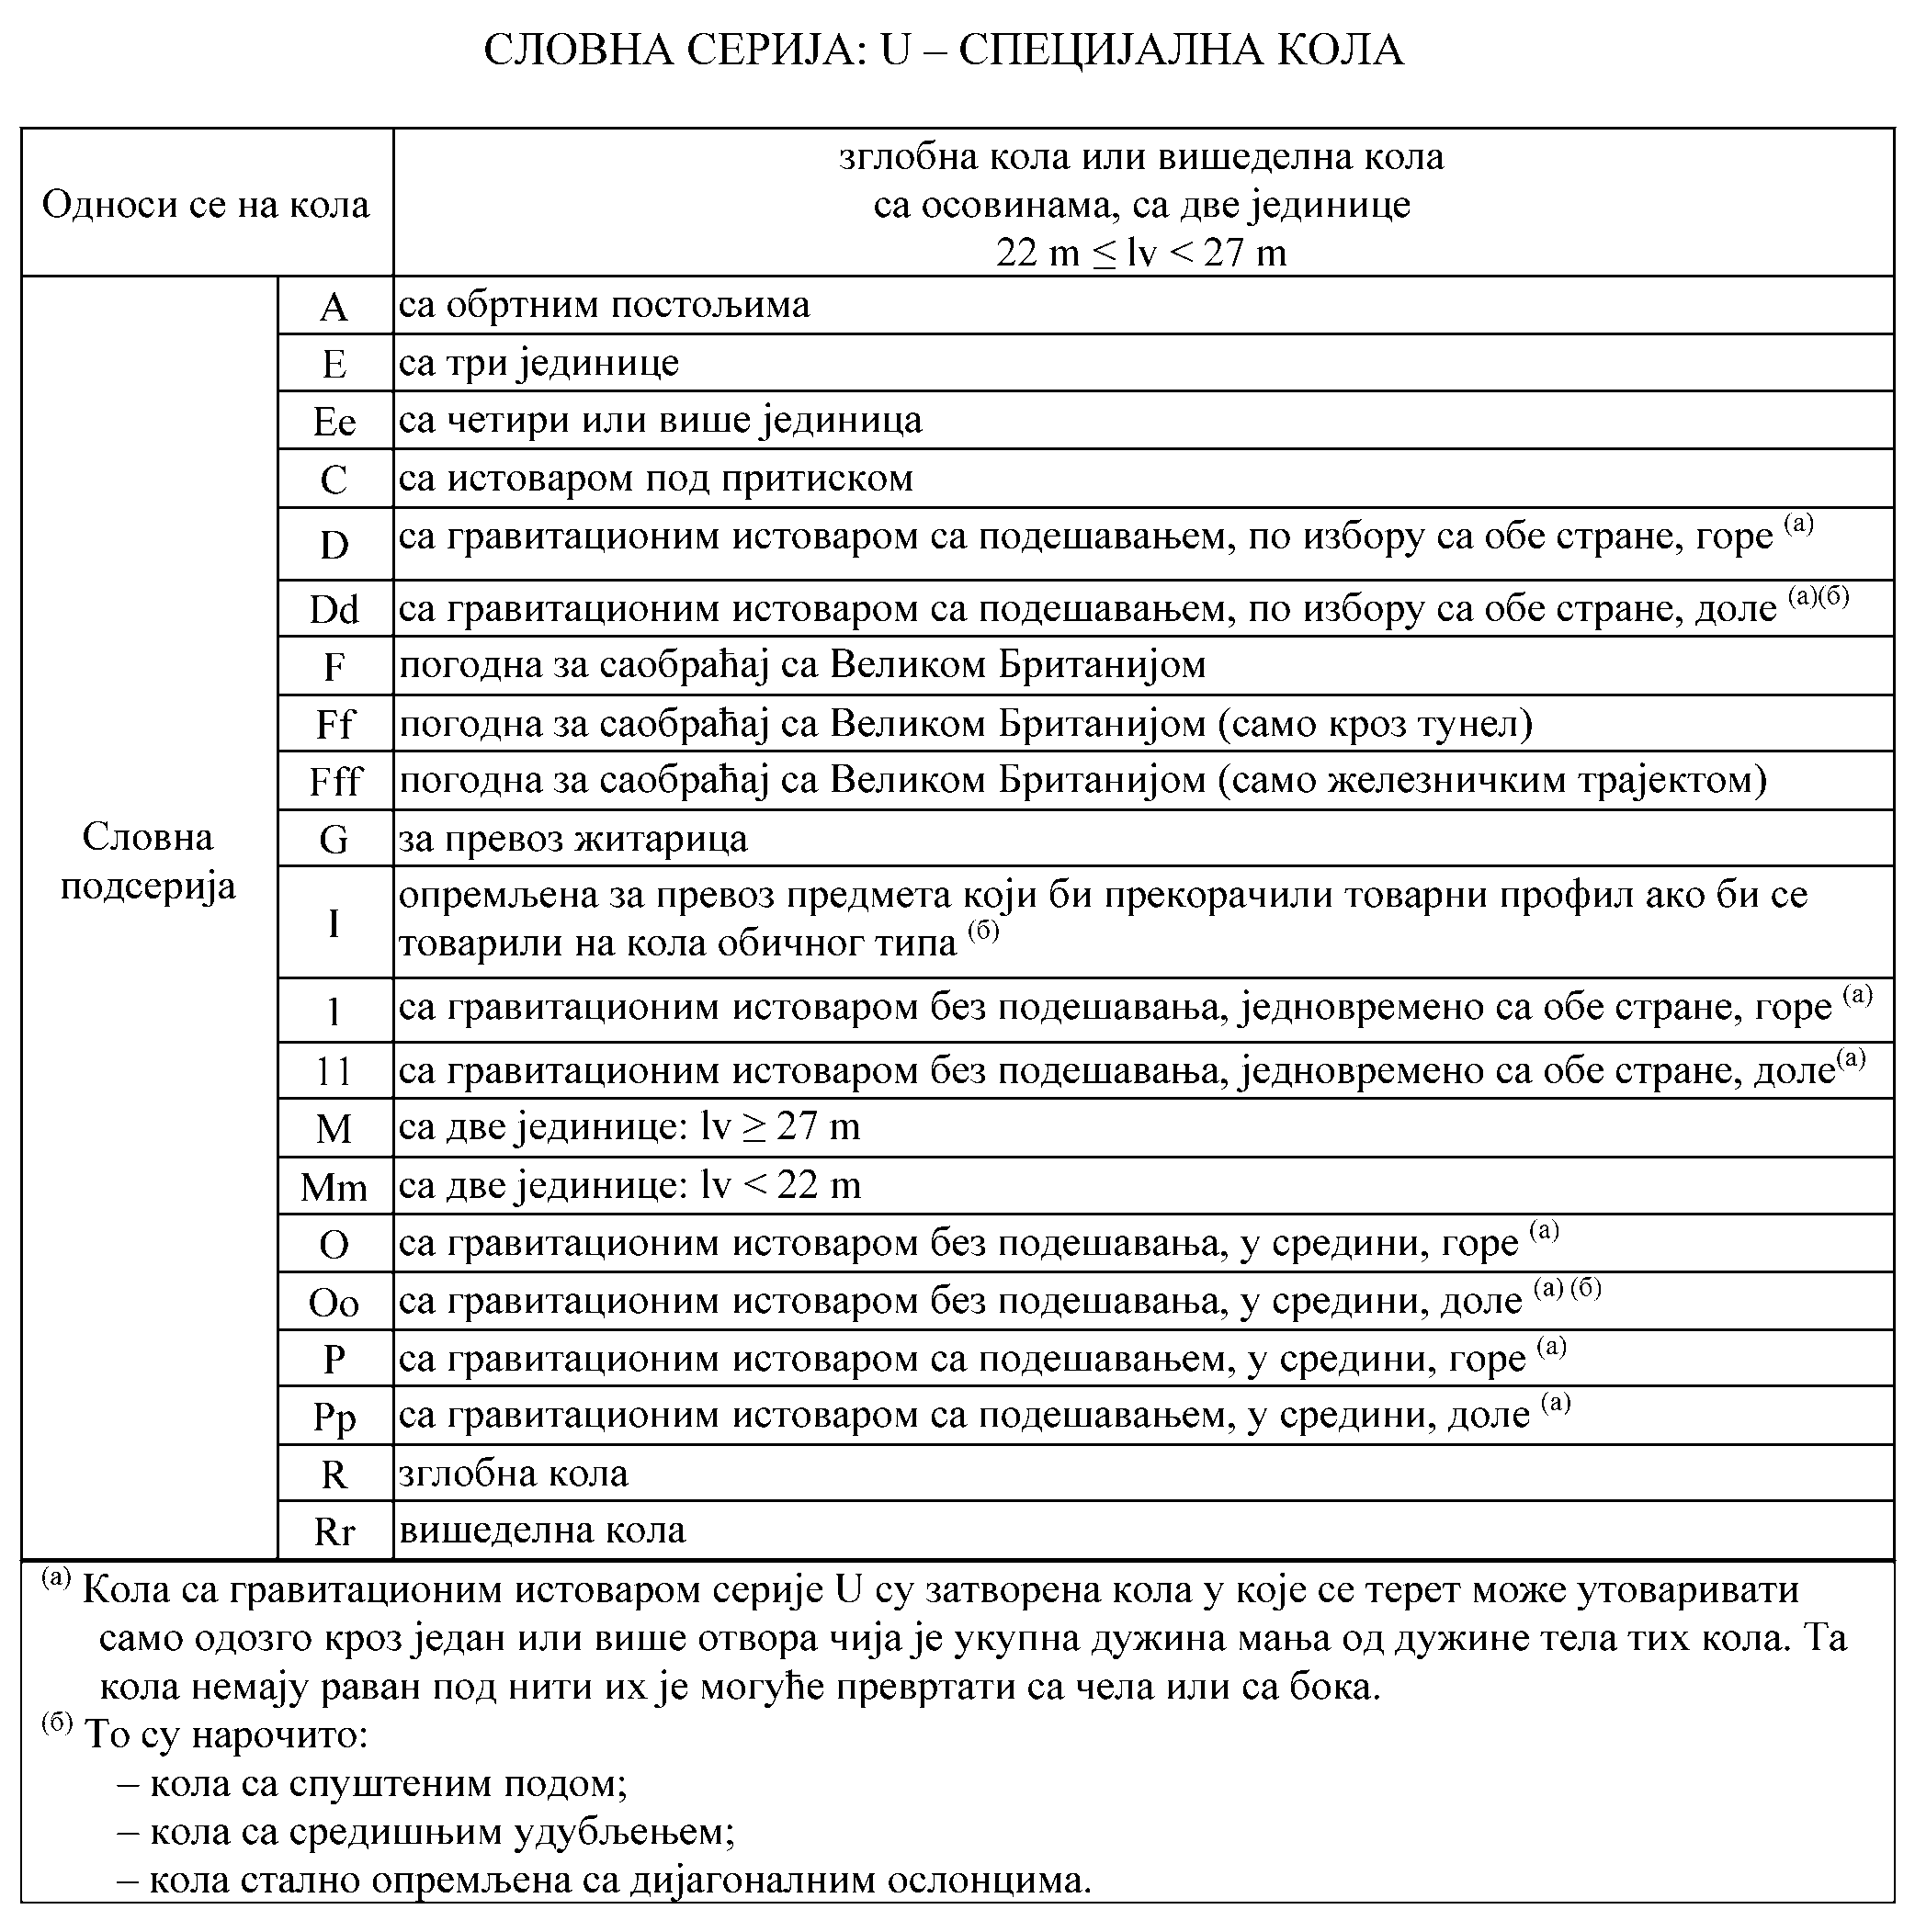 СЛОВНА СЕРИЈА: U – СПЕЦИЈАЛНА КОЛА
Односи се на кола
зглобна кола или вишеделна кола
са осовинама, са две јединице
22 m ≤ lv < 27 m
Словна
подсерија
A са обртним постољима
E са три јединице
Ee са четири или више јединица
C са истоваром под притиском
D са гравитационим истоваром са подешавањем, по избору са обе стране, горе (а)
Dd са гравитационим истоваром са подешавањем, по избору са обе стране, доле (а)(б)
F погодна за саобраћај са Великом Британијом
Ff погодна за саобраћај са Великом Британијом (само кроз тунел)
Fff погодна за саобраћај са Великом Британијом (само железничким трајектом)
G за превоз житарица
I опремљена за превоз предмета који би прекорачили товарни профил ако би се
товарили на кола обичног типа (б)
1 са гравитационим истоваром без подешавања, једновремено са обе стране, горе (а)
11 са гравитационим истоваром без подешавања, једновремено са обе стране, доле(а)
M са две јединице: lv ≥ 27 m
Mm са две јединице: lv < 22 m
O са гравитационим истоваром без подешавања, у средини, горе (а)
Oo са гравитационим истоваром без подешавања, у средини, доле (а) (б)
P са гравитационим истоваром са подешавањем, у средини, горе (а)
Pp са гравитационим истоваром са подешавањем, у средини, доле (а)
R зглобна кола
Rr вишеделна кола
(а) Кола са гравитационим истоваром серије U су затворена кола у које се терет може утоваривати
само одозго кроз један или више отвора чија је укупна дужина мања од дужине тела тих кола. Та
кола немају раван под нити их је могуће превртати са чела или са бока.
(б) То су нарочито:
– кола са спуштеним подом;
– кола са средишњим удубљењем;
– кола стално опремљена са дијагоналним ослонцима.